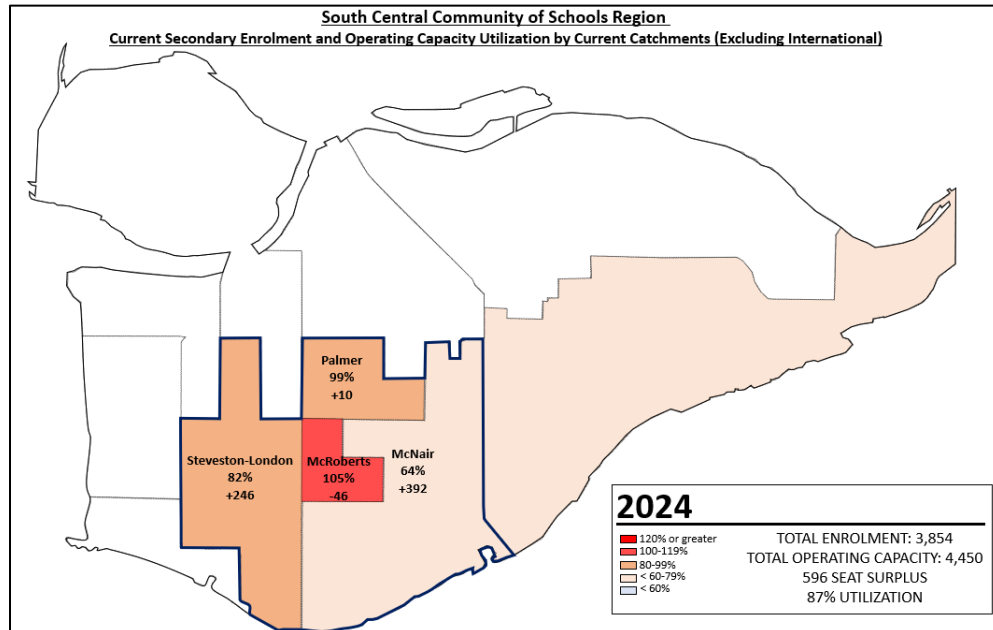 South Central Community of Schools Region
Current Secondary Enrolment and Operating Capacity Utilization by Current Catchments (Excluding International)
Palmer
99%
+10
Steveston-London
82%
+246
McRoberts
105%
-46
McNair
64%
+392
2024
120% or greater
100-119%
80-99%
< 60-79%
< 60%
TOTAL ENROLMENT: 3,854
TOTAL OPERATING CAPACITY: 4,450
596 SEAT SURPLUS
87% UTILIZATION